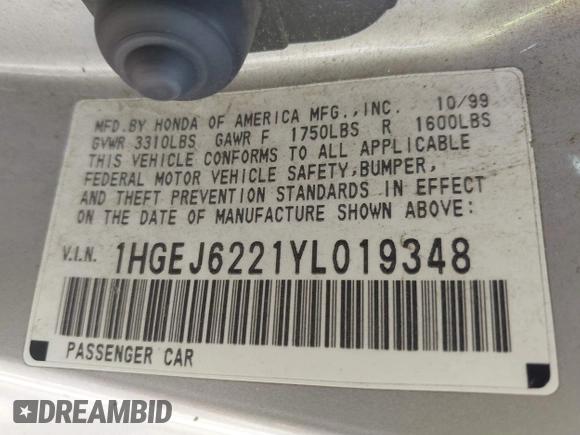 MFD.BY HONDA OF AMERICA MFG.,INC. 10/99
GVWR 3310LBS GAWR F 1750LBS R 1600LBS
THIS VEHICLE CONFORMS TO ALL APPLICABLE
FEDERAL MOTOR VEHICLE SAFETY,BUMPER,
AND THEFT PREVENTION STANDARDS IN EFFECT
ON THE DATE OF MANUFACTURE SHOWN ABOVE:
V.I.N. 1HGEJ6221YL019348
PASSENGER CAR
DREAMBID